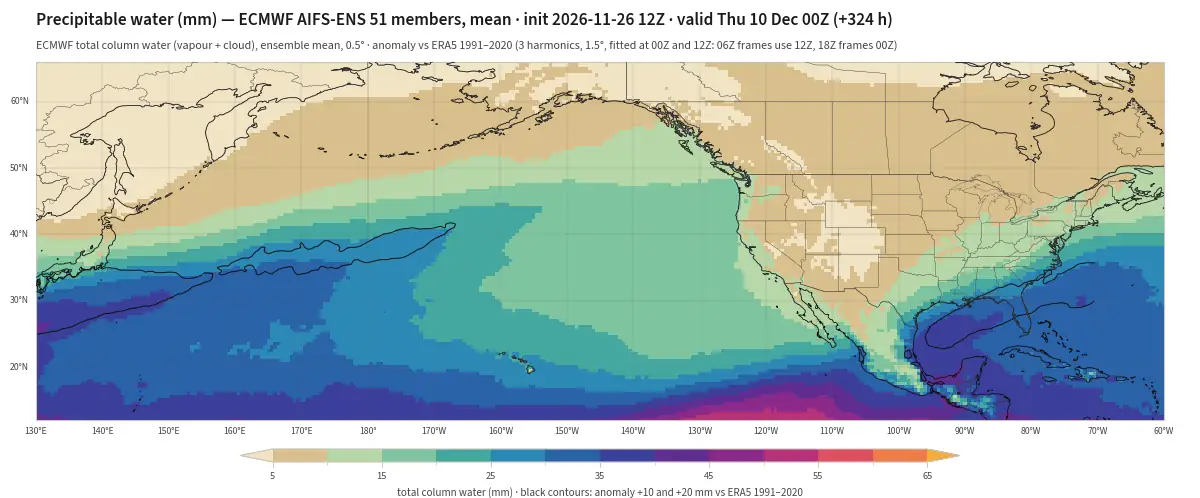 Precipitable water (mm) — ECMWF AIFS-ENS 51 members, mean · init 2026-11-26 12Z · valid Thu 10 Dec 00Z (+324 h)
ECMWF total column water (vapour + cloud), ensemble mean, 0.5° · anomaly vs ERA5 1991–2020 (3 harmonics, 1.5°, fitted at 00Z and 12Z: 06Z frames use 12Z, 18Z frames 00Z)
60°N
50°N
40°N
30°N
20°N
130°E 140°E 150°E 160°E 170°E 180° 170°W 160°W 150°W 140°W 130°W 120°W 110°W 100°W 90°W 80°W 70°W 60°W
5 15 25 35 45 55 65
total column water (mm) · black contours: anomaly +10 and +20 mm vs ERA5 1991–2020